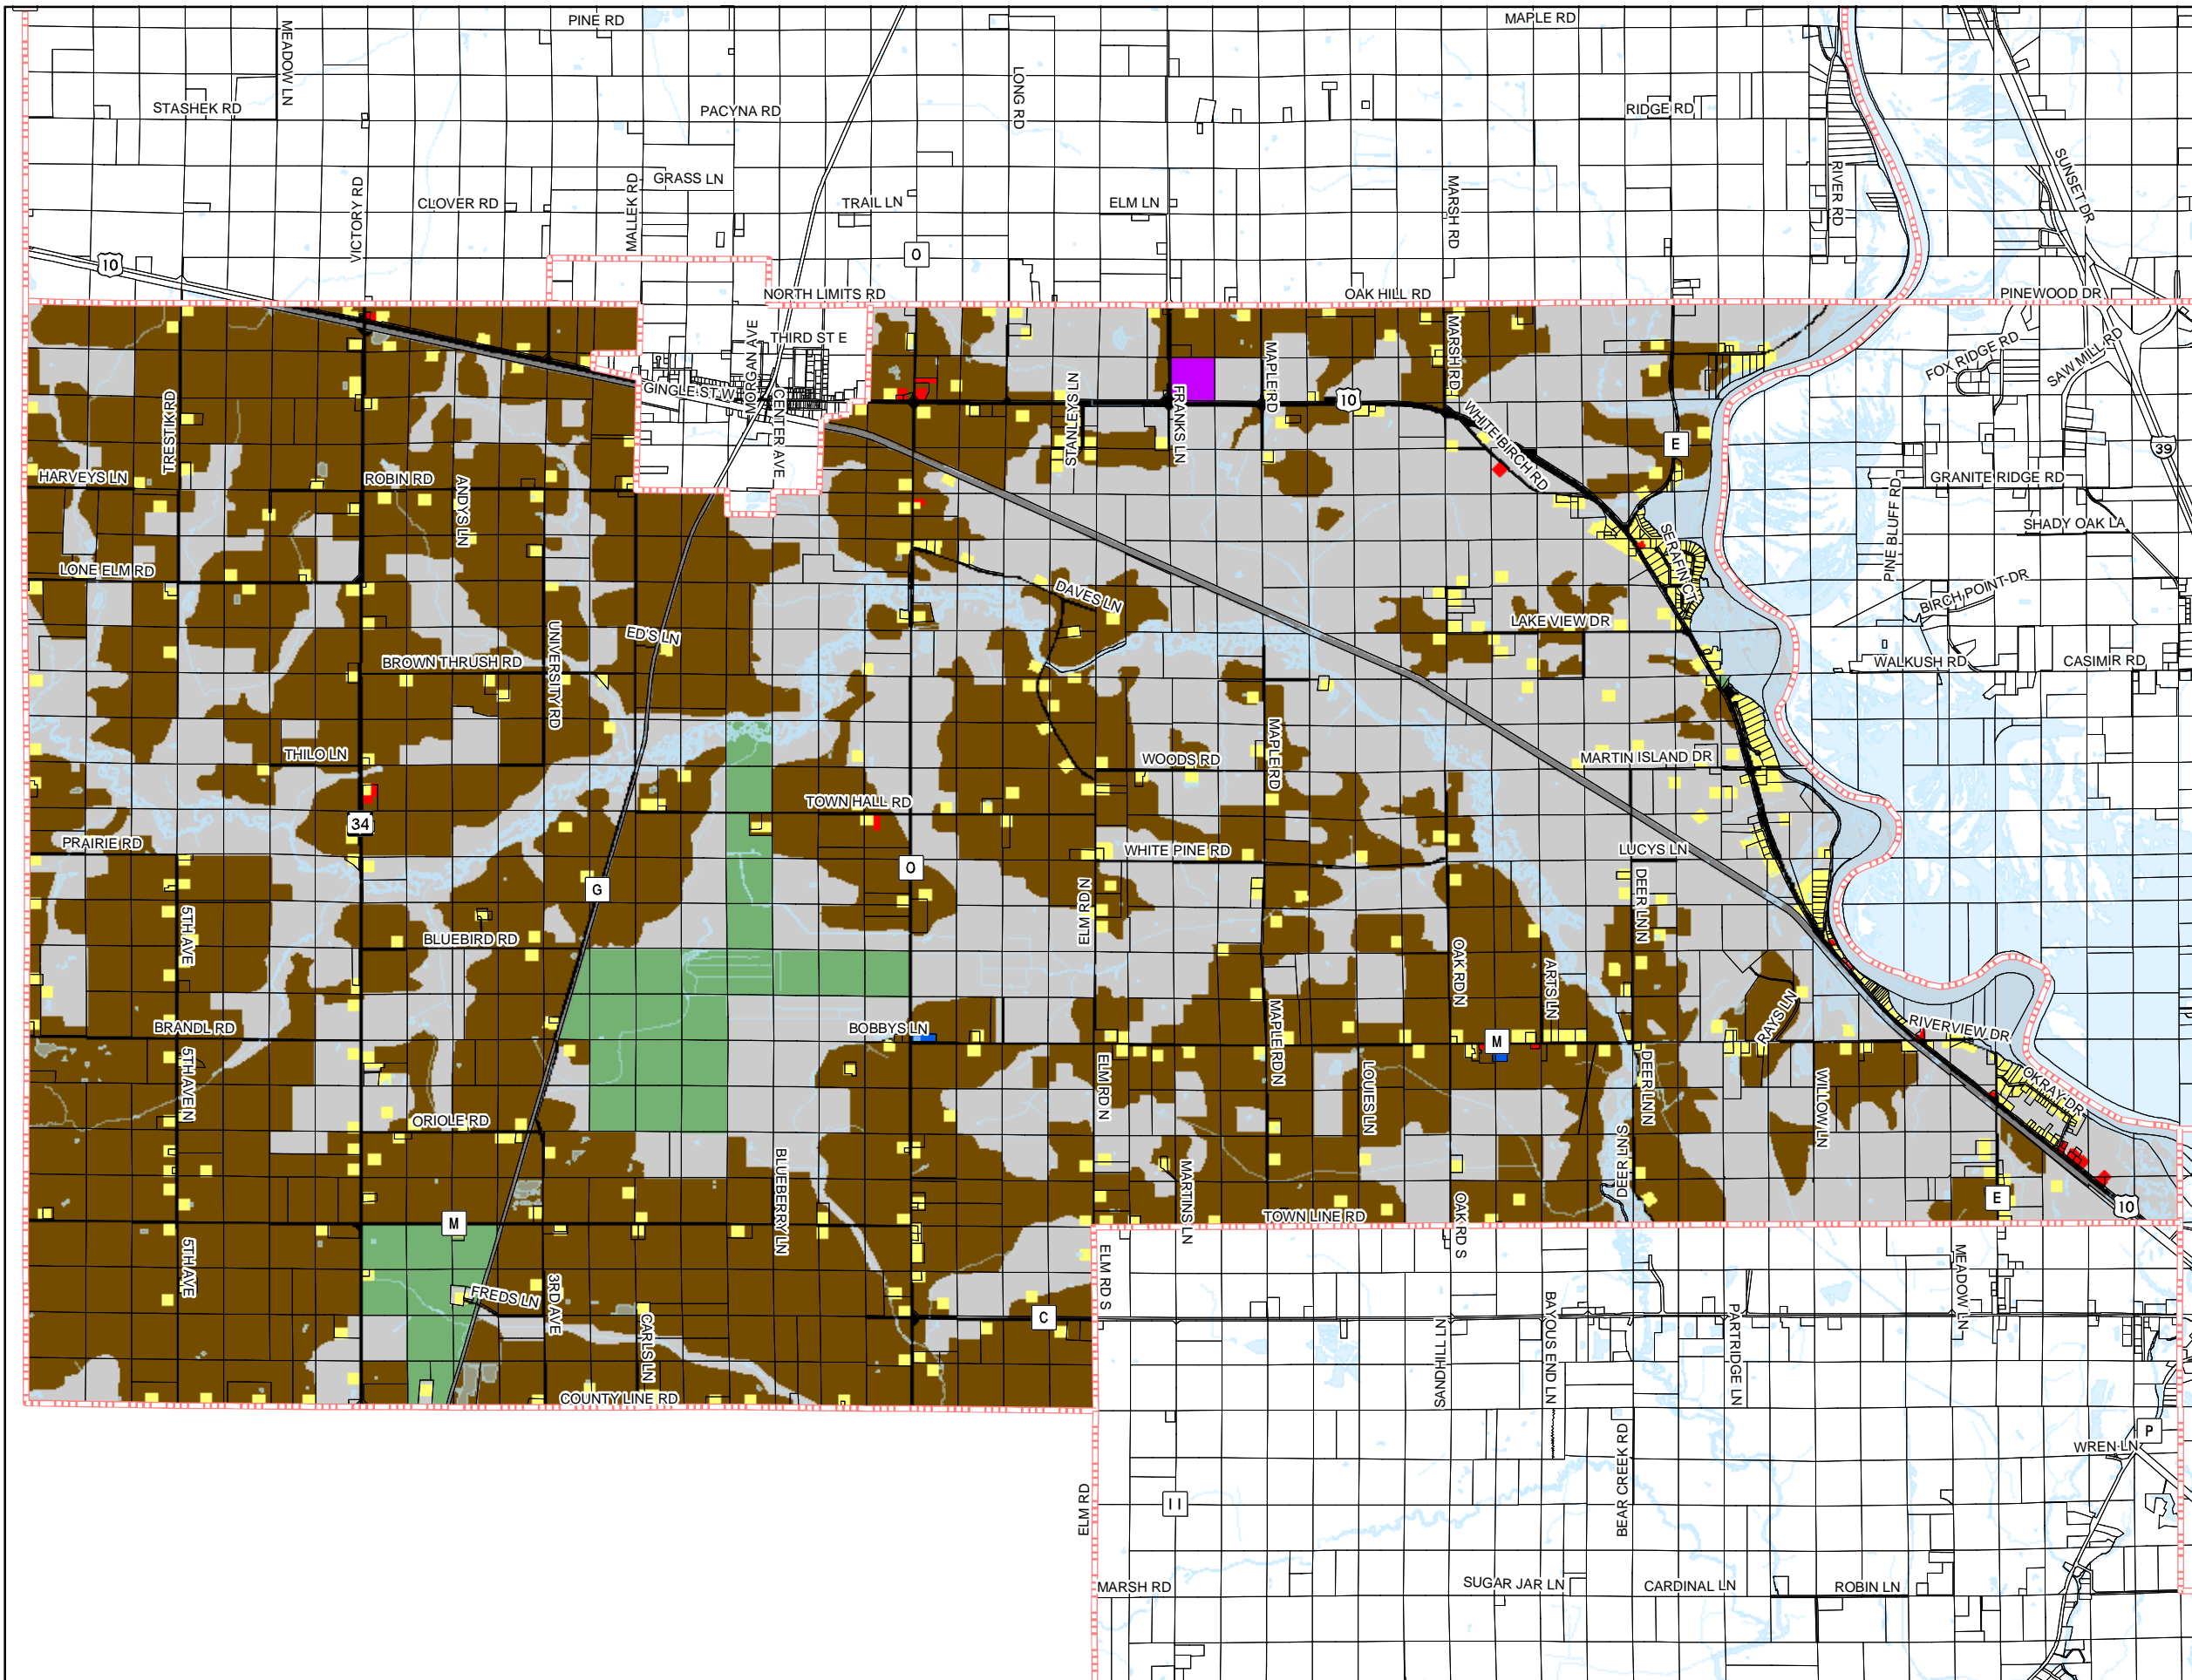 PINE RD
MAPLE RD
MEADOW LN
LONG RD
STASHEK RD
PACYNA RD
RIDGE RD
SUNSET DR
RIVER RD
GRASS LN
VICTORY RD
MALLEK RD
MARSH RD
CLOVER RD
TRAIL LN
ELM LN
10
O
NORTH LIMITS RD
OAK HILL RD
PINEWOOD DR
THIRD ST E
MORGAN AVE
FOX RIDGE RD
SAW MILL RD
MAPLE RD
MARSH RD
GINGLE ST W
CENTER AVE
STANLEYS LN
FRANKS LN
10
WHITE BIRCH RD
E
39
TRESTIK RD
HARVEYS LN
ROBIN RD
ANDYS LN
GRANITE RIDGE RD
PINE BLUFF RD
SHADY OAK LA
SERAFIN CT
LONE ELM RD
DAVES LN
BIRCH POINT DR
LAKE VIEW DR
ED'S LN
UNIVERSITY RD
BROWN THRUSH RD
WALKUSH RD
CASIMIR RD
MAPLE RD
THILO LN
WOODS RD
MARTIN ISLAND DR
TOWN HALL RD
34
PRAIRIE RD
WHITE PINE RD
LUCYS LN
O
G
ELM RD N
DEER LN N
5TH AVE
BLUEBIRD RD
OAK RD N
ARTS LN
RAYS LN
BRANDL RD
BOBBYS LN
MAPLE RD N
M
RIVERVIEW DR
5TH AVE N
ELM RD N
LOUIES LN
DEER LN N
WILLOW LN
OKRAY DR
ORIOLE RD
BLUEBERRY LN
MARTINS LN
DEER LN S
E
10
M
TOWN LINE RD
OAK RD S
5TH AVE
ELM RD S
MEADOW LN
FREDS LN
3RD AVE
CARLS LN
C
SANDHILL LN
BAYOUS END LN
PARTRIDGE LN
COUNTY LINE RD
P
WREN LN
BEAR CREEK RD
ELM RD
11
MARSH RD
SUGAR JAR LN
CARDINAL LN
ROBIN LN